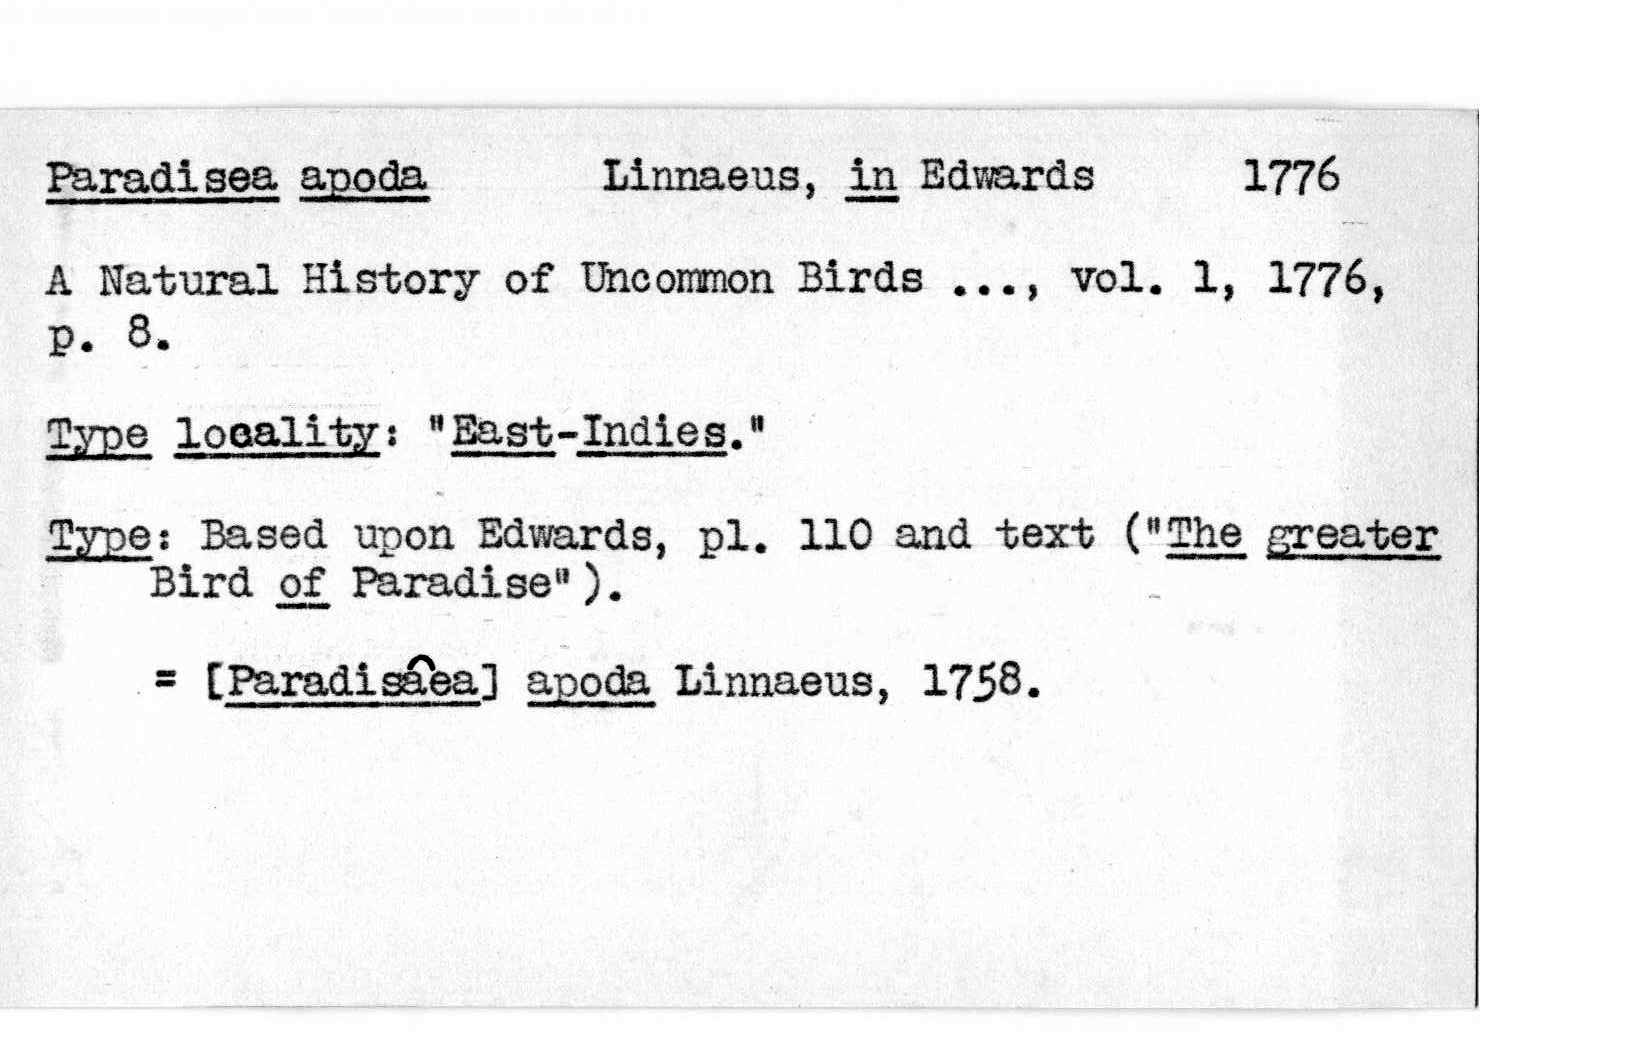 Paradisea apoda Linnaeus, in Edwards 1776
A Natural History of Uncommon Birds ..., vol. 1, 1776,
p. 8.
Type locality: "East-Indies."
Type: Based upon Edwards, pl. 110 and text ("The greater
Bird of Paradise").
= [Paradisaea] apoda Linnaeus, 1758.